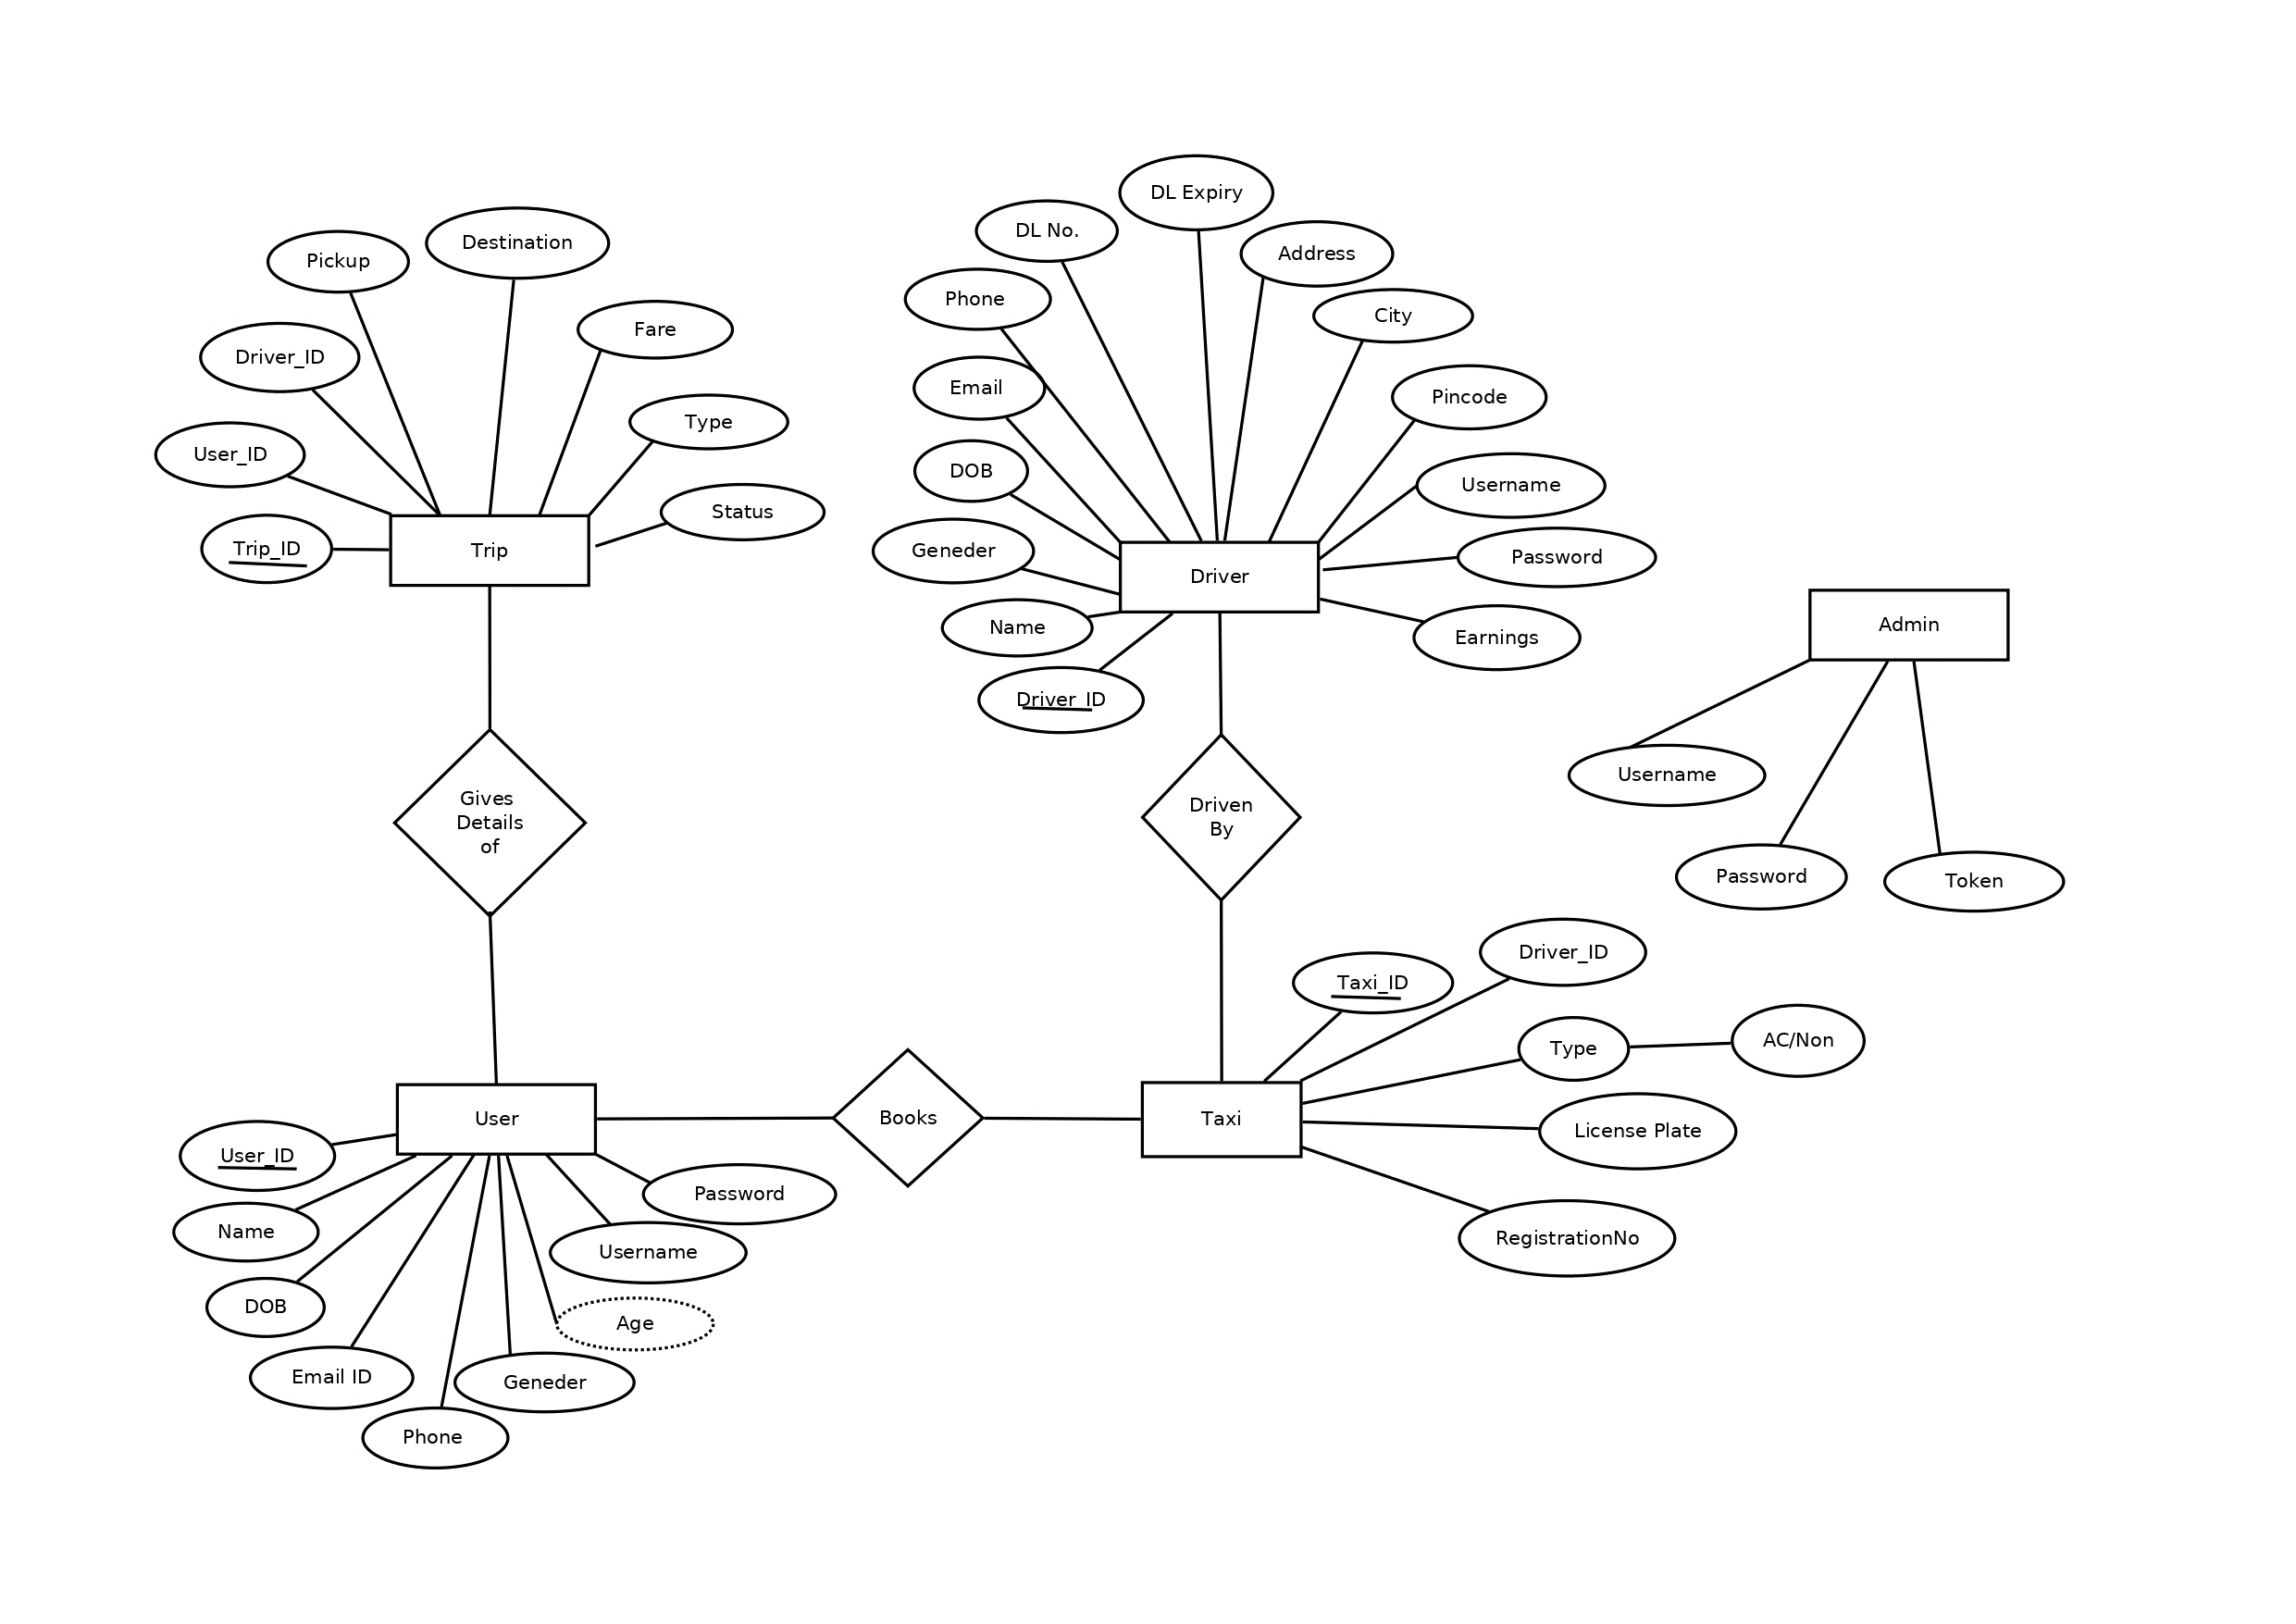 DL Expiry
DL No.
Destination
Address
Pickup
Phone
City
Fare
Driver_ID
Email
Pincode
Type
User_ID
DOB
Username
Status
Trip_ID
Trip
Geneder
Password
Driver
Admin
Name
Earnings
Driver_ID
Username
Gives
Details
of
Driven
By
Password
Token
Driver_ID
Taxi_ID
AC/Non
Type
User
Books
Taxi
License Plate
User_ID
Password
Name
RegistrationNo
Username
DOB
Age
Email ID
Geneder
Phone